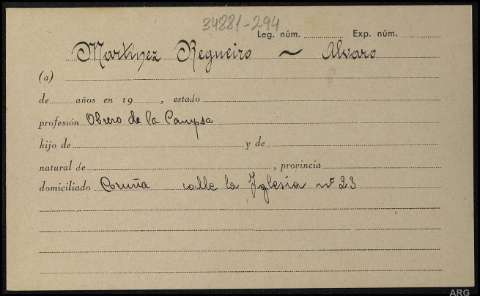 34881-294
Leg. núm. Exp. núm.
Martinez Regueiro ~ Alvaro
(a)
de años en 19 , estado
profesión Obrero de la Campsa
hijo de y de
natural de , provincia
domiciliado Coruña calle la Iglesia nº 23
ARG